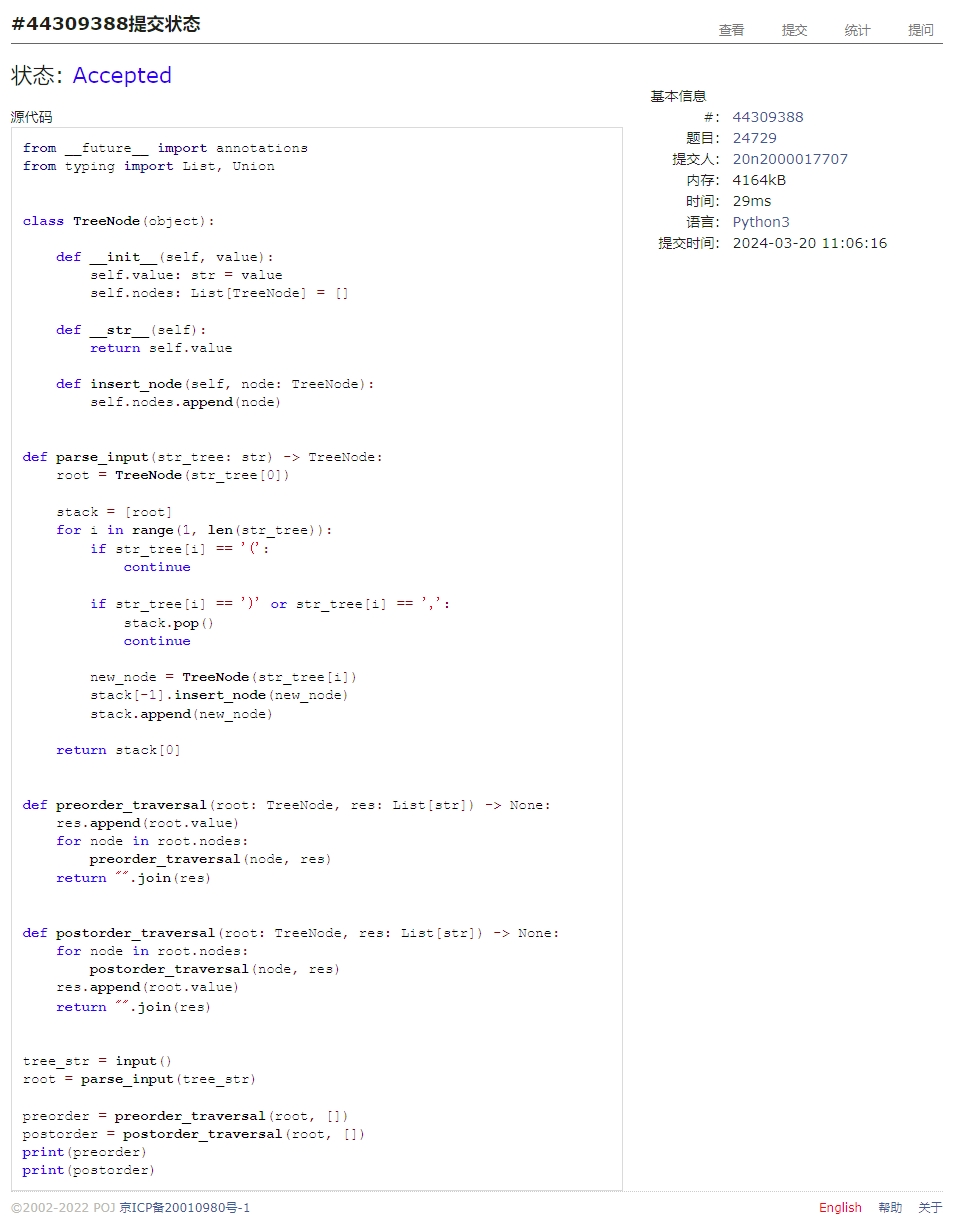 #44309388提交状态
查看 提交 统计 提问
状态: Accepted
源代码
from __future__ import annotations
from typing import List, Union


class TreeNode(object):

    def __init__(self, value):
        self.value: str = value
        self.nodes: List[TreeNode] = []

    def __str__(self):
        return self.value

    def insert_node(self, node: TreeNode):
        self.nodes.append(node)


def parse_input(str_tree: str) -> TreeNode:
    root = TreeNode(str_tree[0])

    stack = [root]
    for i in range(1, len(str_tree)):
        if str_tree[i] == '(':
            continue

        if str_tree[i] == ')' or str_tree[i] == ',':
            stack.pop()
            continue

        new_node = TreeNode(str_tree[i])
        stack[-1].insert_node(new_node)
        stack.append(new_node)

    return stack[0]


def preorder_traversal(root: TreeNode, res: List[str]) -> None:
    res.append(root.value)
    for node in root.nodes:
        preorder_traversal(node, res)
    return "".join(res)


def postorder_traversal(root: TreeNode, res: List[str]) -> None:
    for node in root.nodes:
        postorder_traversal(node, res)
    res.append(root.value)
    return "".join(res)


tree_str = input()
root = parse_input(tree_str)

preorder = preorder_traversal(root, [])
postorder = postorder_traversal(root, [])
print(preorder)
print(postorder)
基本信息
#: 44309388
题目: 24729
提交人: 20n2000017707
内存: 4164kB
时间: 29ms
语言: Python3
提交时间: 2024-03-20 11:06:16
©2002-2022 POJ 京ICP备20010980号-1
English 帮助 关于